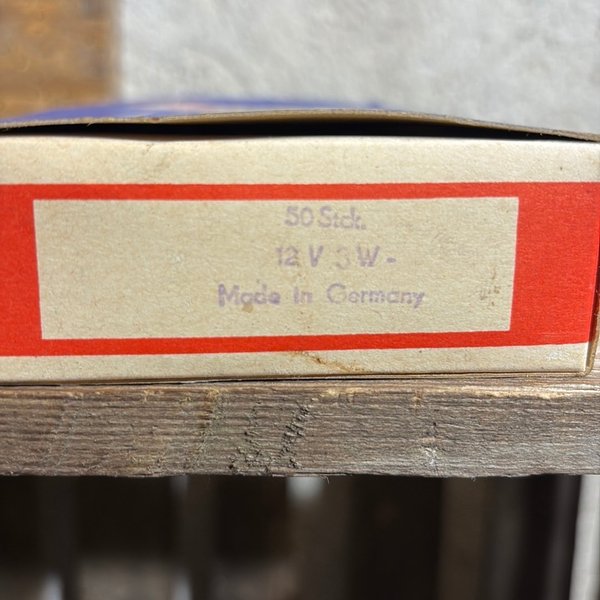 50 Stck.
12 V 3 W -
Made in Germany